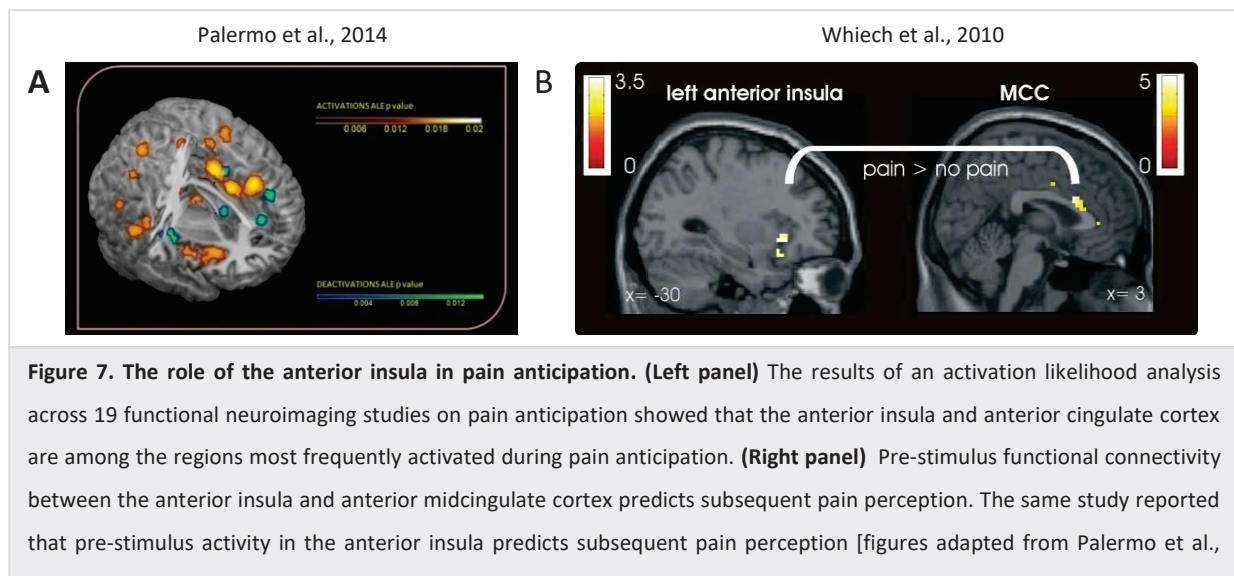 Palermo et al., 2014
Whiech et al., 2010
A
ACTIVATIONS ALE p value
0.006 0.012 0.018 0.02
DEACTIVATIONS ALE p value
0.004 0.008 0.012
B
3.5
left anterior insula
MCC
5
0
pain > no pain
0
x= -30
x= 3
Figure 7. The role of the anterior insula in pain anticipation. (Left panel) The results of an activation likelihood analysis
across 19 functional neuroimaging studies on pain anticipation showed that the anterior insula and anterior cingulate cortex
are among the regions most frequently activated during pain anticipation. (Right panel) Pre-stimulus functional connectivity
between the anterior insula and anterior midcingulate cortex predicts subsequent pain perception. The same study reported
that pre-stimulus activity in the anterior insula predicts subsequent pain perception [figures adapted from Palermo et al.,